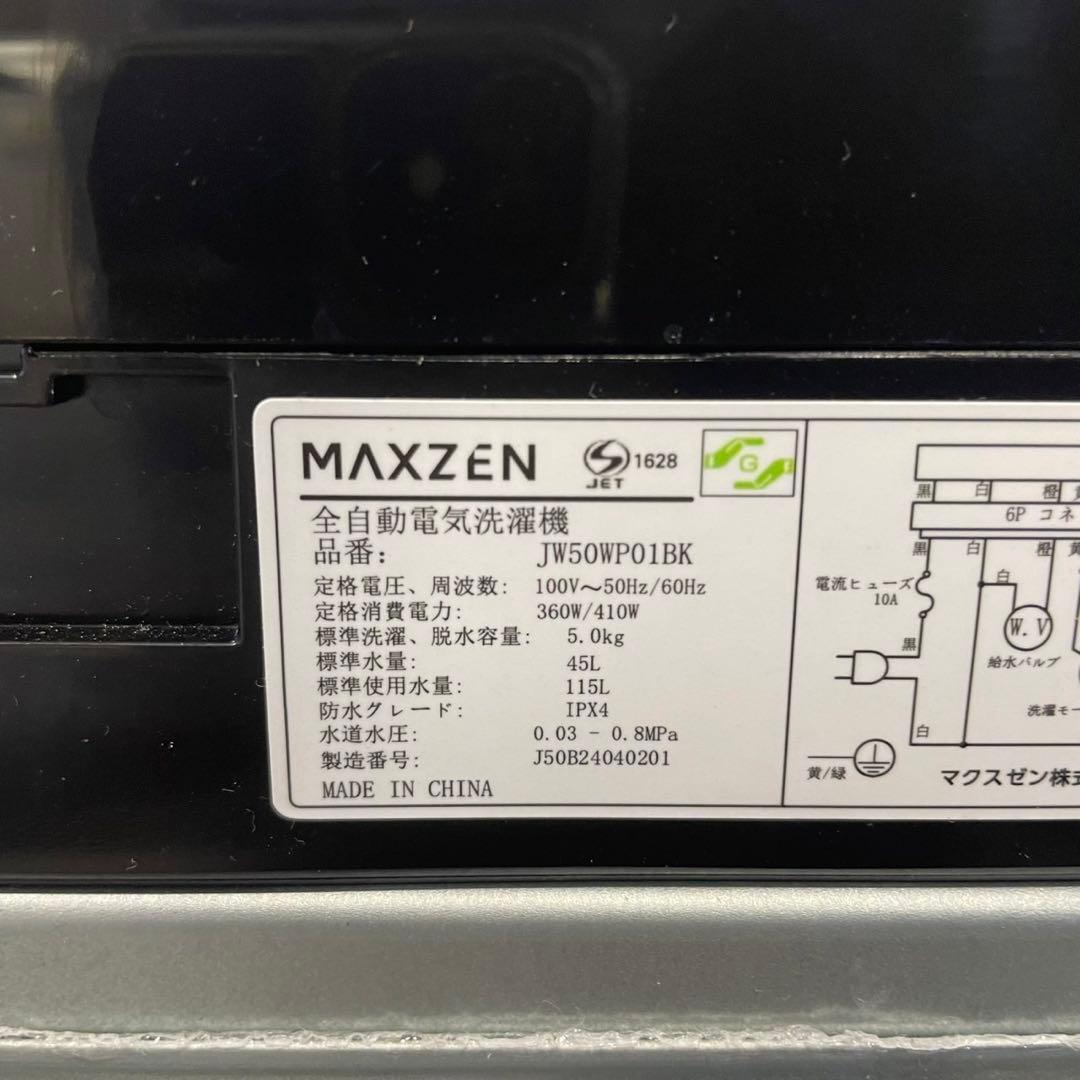 MAXZEN
JET 1628
G
全自動電気洗濯機
品番: JW50WP01BK
定格電圧、周波数: 100V～50Hz/60Hz
定格消費電力: 360W/410W
標準洗濯、脱水容量: 5.0kg
標準水量: 45L
標準使用水量: 115L
防水グレード: IPX4
水道水圧: 0.03 - 0.8MPa
製造番号: J50B24040201
MADE IN CHINA
黒 白 橙 黄
6P コネ
黒 白 橙 黄
電流ヒューズ
10A
白
W.V
給水バルブ
黒
洗濯モー
白
黄/緑
マクスゼン株式